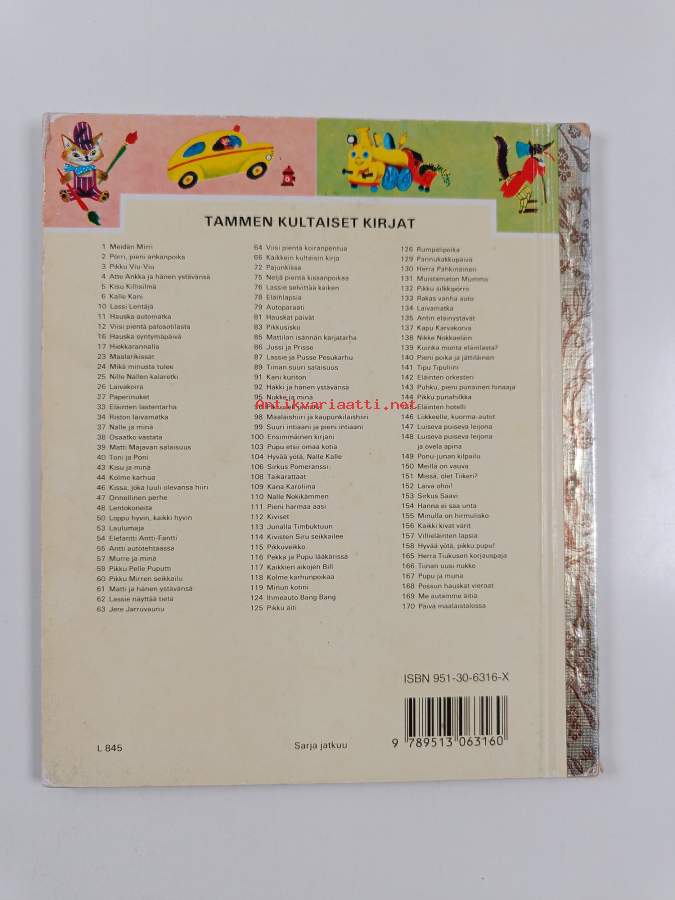 TAMMEN KULTAISET KIRJAT
1 Meidän Mirri
2 Pörri, pieni ankanpoika
3 Pikku Viu-Viu
4 Atte Ankka ja hänen ystävänsä
5 Kisu Kiliisilmä
6 Kalle Kani
10 Lassi Lentäjä
11 Hauska automatka
12 Viisi pientä palosotilasta
16 Hauska syntymäpäivä
17 Hiekkarannalla
23 Maalarikissat
24 Mikä minusta tulee
25 Nille Nallen kalaretki
26 Laivakoira
27 Paperinuket
33 Eläinten lastentarha
34 Riston laivamatka
37 Nalle ja minä
38 Osaatko vastata
39 Matti Majavan salaisuus
40 Toni ja Poni
43 Kisu ja minä
44 Kolme karhua
46 Kissa, joka luuli olevansa hiiri
47 Onnellinen perhe
48 Lentokoneita
50 Loppu hyvin, kaikki hyvin
53 Laulumaja
54 Elefantti Antti-Fantti
55 Antti autotehtaassa
57 Murre ja minä
59 Pikku Pelle Puputti
60 Pikku Mirren seikkailu
61 Matti ja hänen ystävänsä
62 Lassie näyttää tietä
63 Jere Jarruvaunu
64 Viisi pientä koiranpentua
66 Kaikkein kultaisin kirja
72 Pajunkissa
75 Neljä pientä kissanpoikaa
76 Lassie selvittää kaiken
78 Eläinlapsia
79 Autoparaati
81 Hauskat päivät
83 Pikkusisko
85 Mattilan isännän karjatarha
86 Jussi ja Prisse
87 Lassie ja Pusse Pesukarhu
89 Timan suuri salaisuus
91 Kani kuriton
92 Hakki ja hänen ystävänsä
95 Nukke ja minä
98 Maalaishiiri ja kaupunkilaishiiri
99 Suuri intiaani ja pieni intiaani
100 Ensimmäinen kirjani
103 Pupu etsii omaa kotia
104 Hyvää yötä, Nalle Kalle
106 Sirkus Pomeranssi
108 Taikarattaat
109 Kana Karoliina
110 Nalle Nokikämmen
111 Pieni harmaa aasi
112 Kiviset
113 Junalla Timbuktuun
114 Kivisten Siru seikkailee
115 Pikkuveikko
116 Pekka ja Pupu lääkärissä
117 Kaikkien aikojen Bill
118 Kolme karhunpoikaa
119 Minun kotini
124 Ihmeauto Bang Bang
125 Pikku äiti
126 Rumpalipoika
129 Pannukakkupäivä
130 Herra Pähkinäinen
131 Muistamaton Mummo
132 Pikku silkkiporro
133 Rakas vanha auto
134 Laivamatka
135 Antin eläinystävät
137 Kapu Karvakorva
138 Nikke Nokkaeläin
139 Kuinka monta eläinlasta?
140 Pieni poika ja jättiläinen
141 Tipu Tipuliini
142 Eläinten orkesteri
143 Puhku, pieni punainen hinaaja
144 Pikku punahilkka
145 Eläinten hotelli
146 Liikkeelle, kuorma-autot
147 Luiseva puiseva leijona
148 Luiseva puiseva leijona
ja ovela apina
149 Ponu-junan kilpailu
150 Meillä on vauva
151 Missä, olet Tiikeri?
152 Laiva ohoi!
153 Sirkus Saavi
154 Hanna ei saa unta
155 Minulla on hirmulisko
156 Kaikki kivat värit
157 Villieläinten lapsia
158 Hyvää yötä, pikku pupu!
165 Herra Tiukusen korjauspaja
166 Tiinan uusi nukke
167 Pupu ja muna
168 Possun hauskat vieraat
169 Me autamme äitiä
170 Päivä maalaistalossa
Antikvariaatti.net
ISBN 951-30-6316-X
9 789513 063160
L 845
Sarja jatkuu